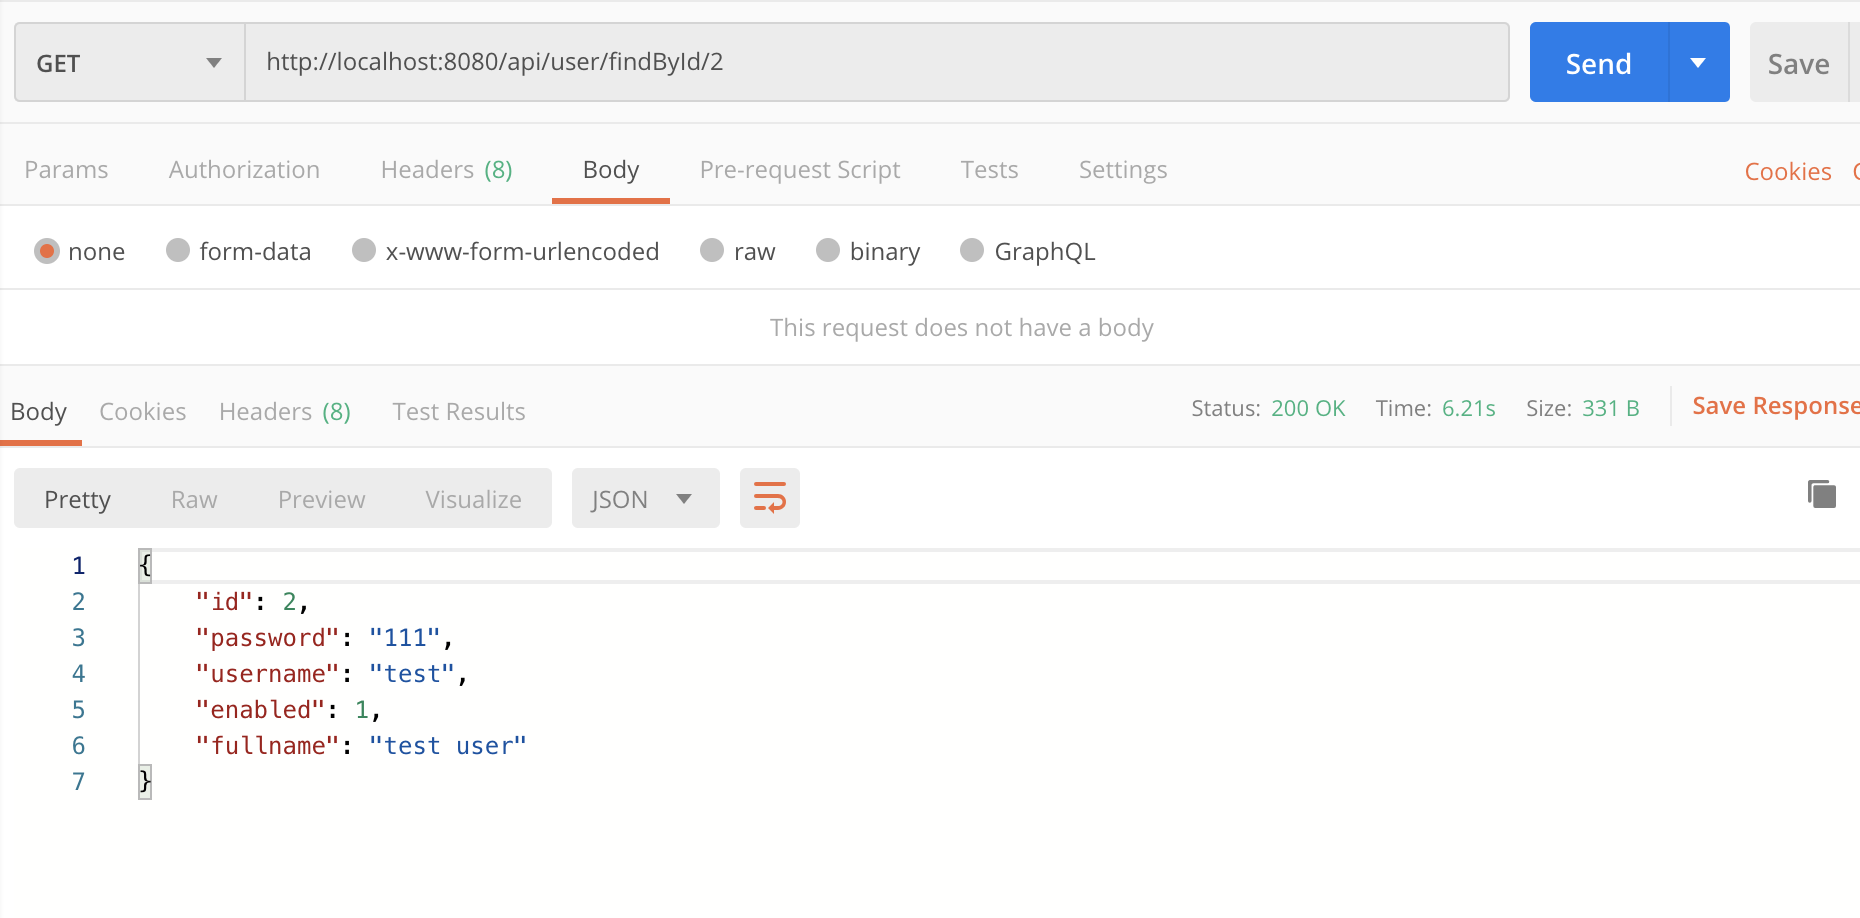 GET http://localhost:8080/api/user/findById/2 Send Save
Params Authorization Headers (8) Body Pre-request Script Tests Settings Cookies
none form-data x-www-form-urlencoded raw binary GraphQL
This request does not have a body
Body Cookies Headers (8) Test Results Status: 200 OK Time: 6.21s Size: 331 B Save Response
Pretty Raw Preview Visualize JSON
1 {
2 "id": 2,
3 "password": "111",
4 "username": "test",
5 "enabled": 1,
6 "fullname": "test user"
7 }